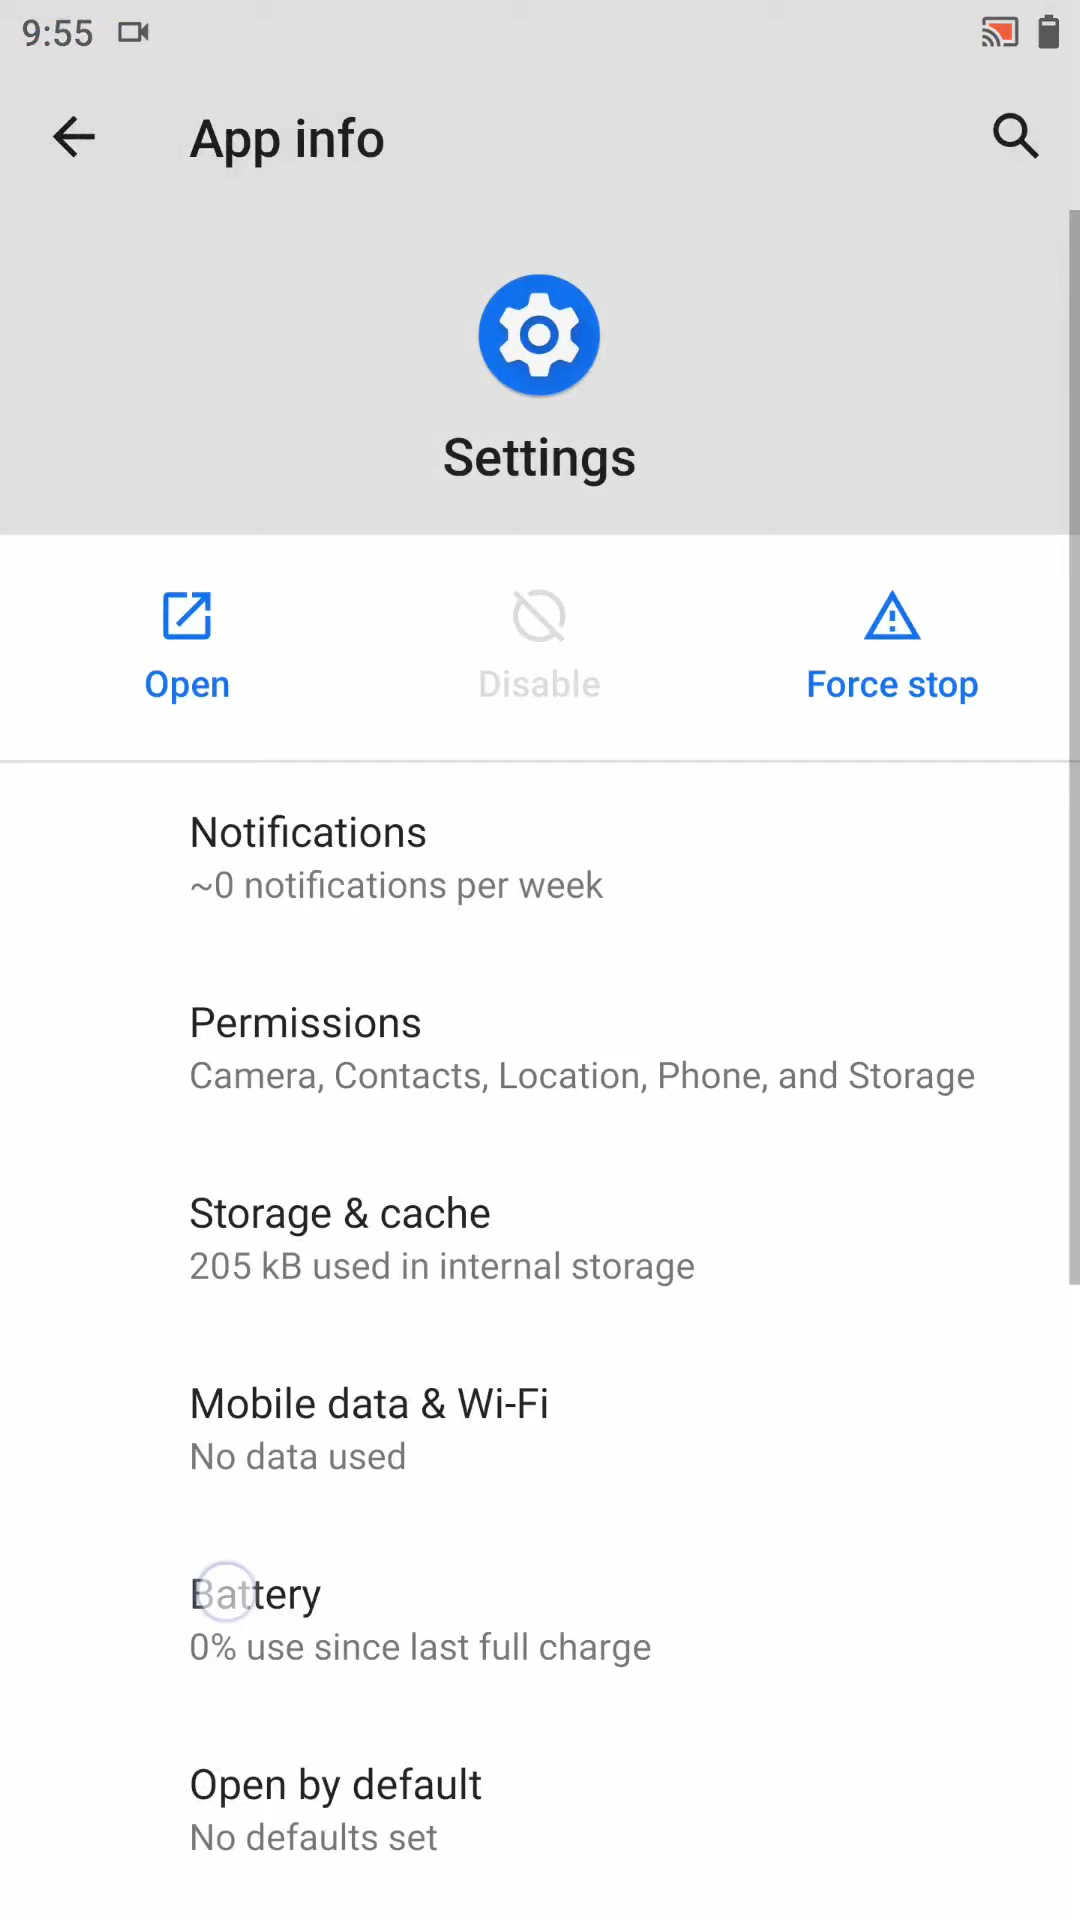 9:55
App info
Settings
Open
Disable
Force stop
Notifications
~0 notifications per week
Permissions
Camera, Contacts, Location, Phone, and Storage
Storage & cache
205 kB used in internal storage
Mobile data & Wi-Fi
No data used
Battery
0% use since last full charge
Open by default
No defaults set